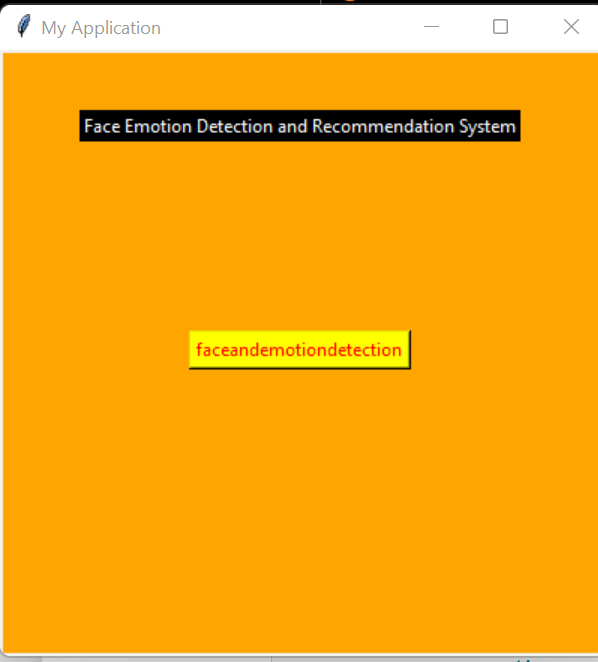 My Application
Face Emotion Detection and Recommendation System
faceandemotiondetection